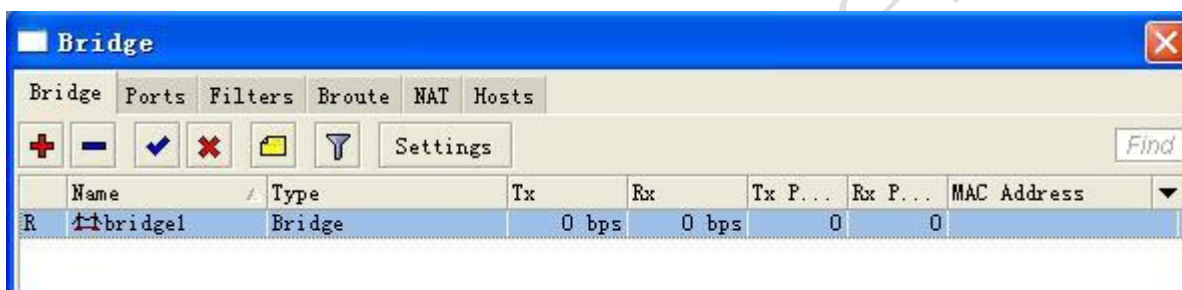 Bridge
Bridge Ports Filters Broute NAT Hosts
Settings Find
Name Type Tx Rx Tx P... Rx P... MAC Address
R bridge1 Bridge 0 bps 0 bps 0 0